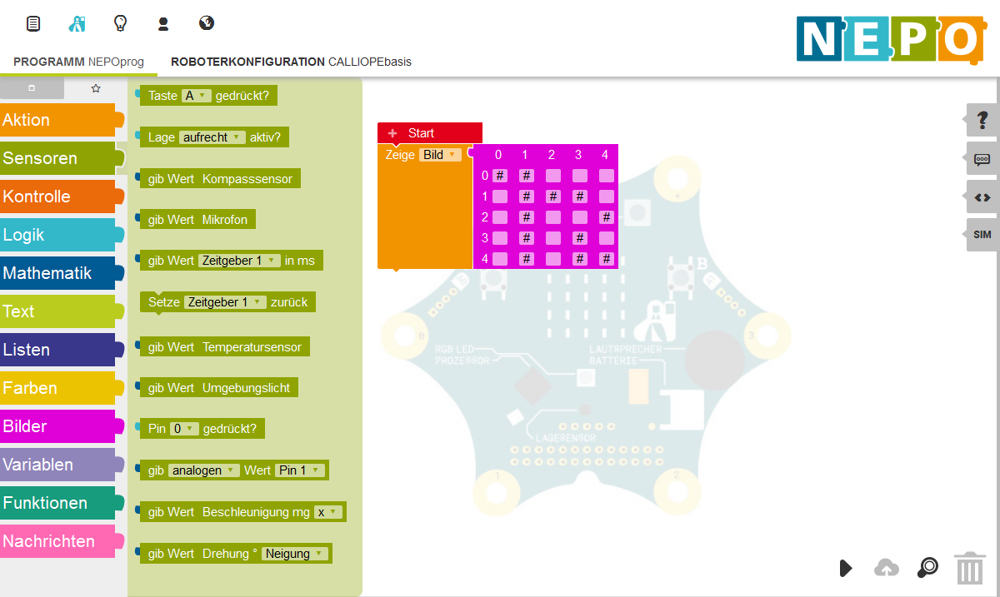 NEPO
PROGRAMM NEPOprog
ROBOTERKONFIGURATION CALLIOPEbasis
Aktion
Sensoren
Kontrolle
Logik
Mathematik
Text
Listen
Farben
Bilder
Variablen
Funktionen
Nachrichten
Taste A gedrückt?
Lage aufrecht aktiv?
gib Wert Kompasssensor
gib Wert Mikrofon
gib Wert Zeitgeber 1 in ms
Setze Zeitgeber 1 zurück
gib Wert Temperatursensor
gib Wert Umgebungslicht
Pin 0 gedrückt?
gib analogen Wert Pin 1
gib Wert Beschleunigung mg x
gib Wert Drehung ° Neigung
+ Start
Zeige Bild
0 1 2 3 4
0 # #
1 # # #
2 # #
3 # #
4 # # #
B
+
0
3
RGB LED
PROZESSOR
LAUTSPRECHER
BATTERIE
LAGESENSOR
1
2
?
SIM